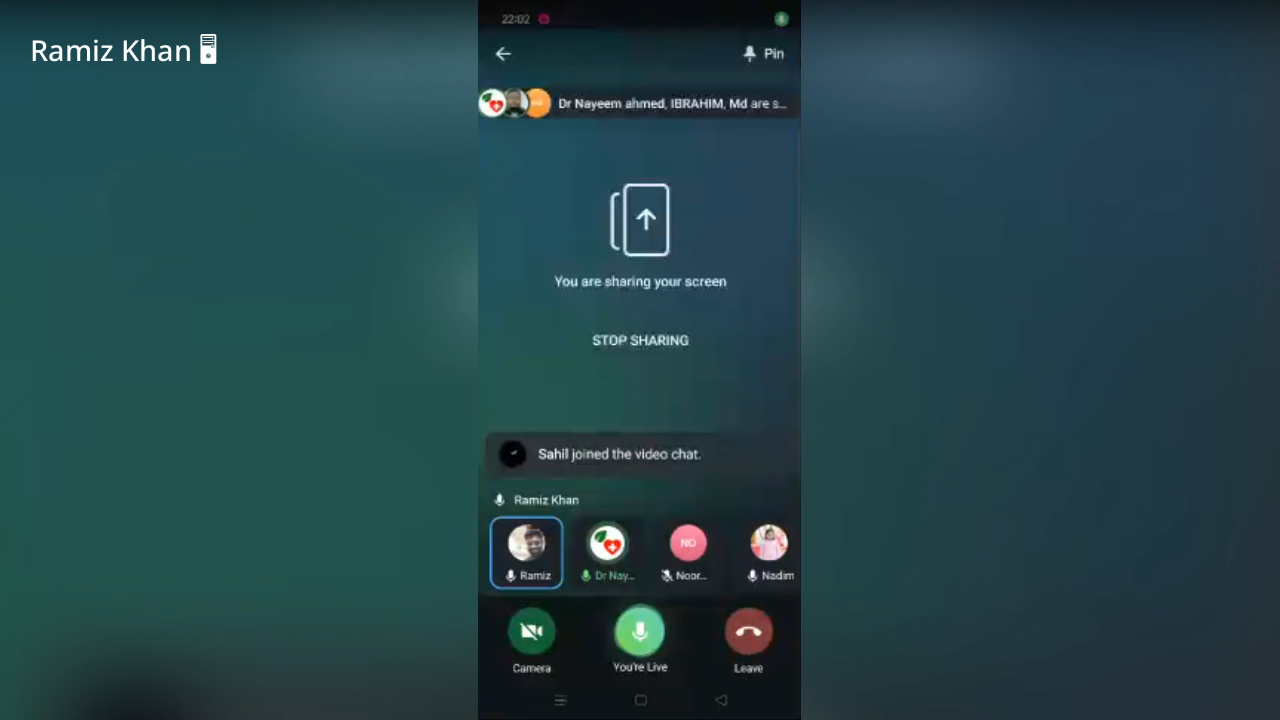 Ramiz Khan
22:02
Pin
Dr Nayeem ahmed, IBRAHIM, Md are s...
You are sharing your screen
STOP SHARING
Sahil joined the video chat.
Ramiz Khan
NO
Ramiz
Dr Nay...
Noor...
Nadim
Camera
You're Live
Leave